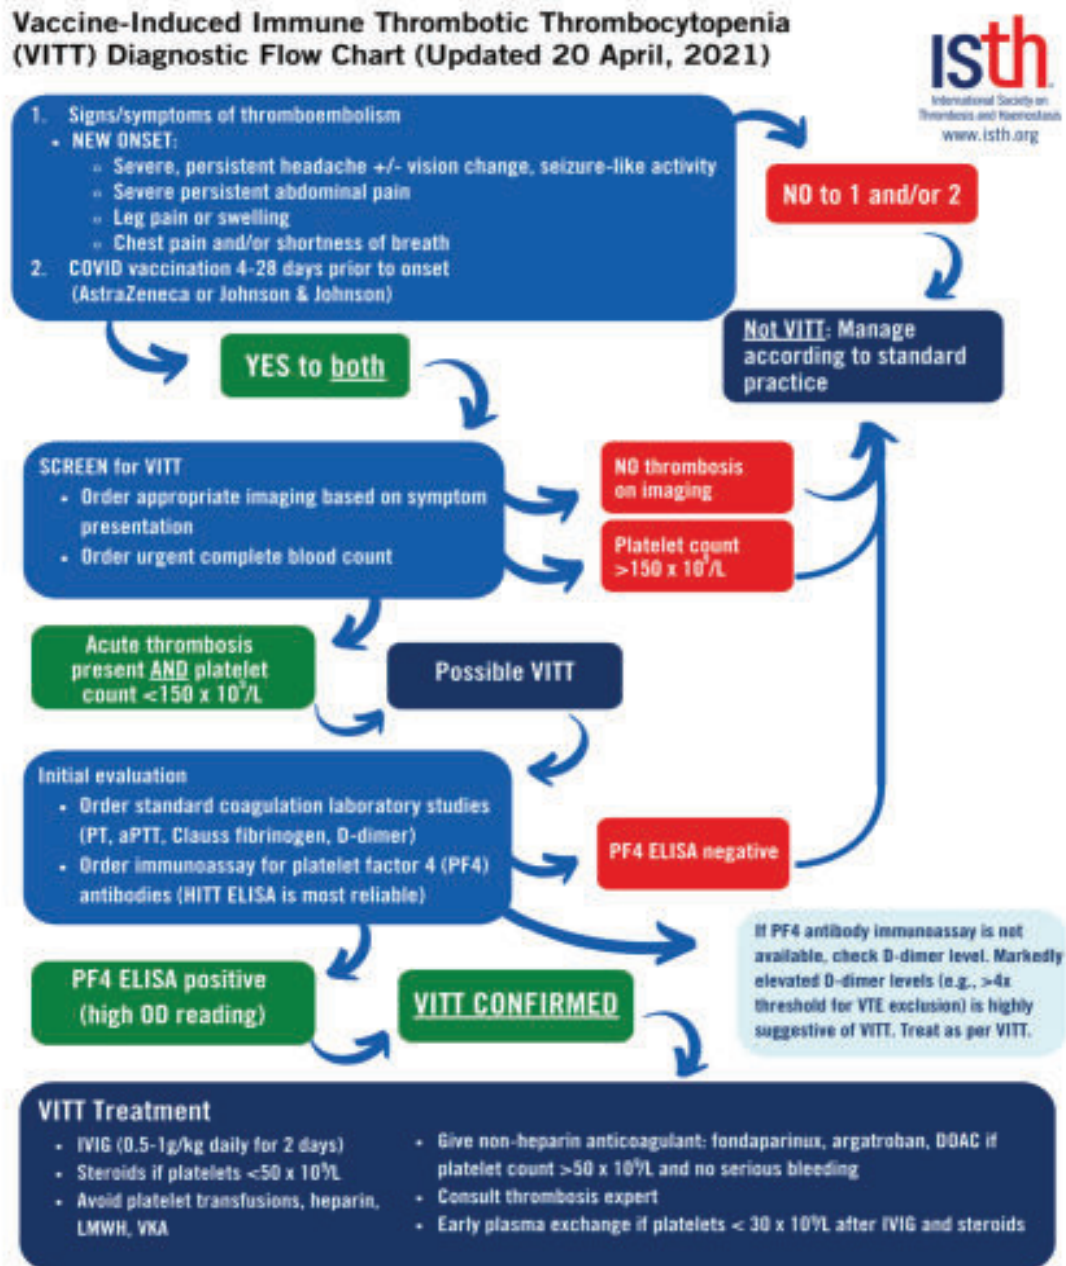 Vaccine-Induced Immune Thrombotic Thrombocytopenia
(VITT) Diagnostic Flow Chart (Updated 20 April, 2021)
isth
International Society on
Thrombosis and Haemostasis
www.isth.org
1. Signs/symptoms of thromboembolism
• NEW ONSET:
◦ Severe, persistent headache +/- vision change, seizure-like activity
◦ Severe persistent abdominal pain
◦ Leg pain or swelling
◦ Chest pain and/or shortness of breath
2. COVID vaccination 4-28 days prior to onset
(AstraZeneca or Johnson & Johnson)
NO to 1 and/or 2
Not VITT: Manage
according to standard
practice
YES to both
SCREEN for VITT
• Order appropriate imaging based on symptom
presentation
• Order urgent complete blood count
NO thrombosis
on imaging
Platelet count
>150 x 10⁹/L
Acute thrombosis
present AND platelet
count <150 x 10⁹/L
Possible VITT
Initial evaluation
• Order standard coagulation laboratory studies
(PT, aPTT, Clauss fibrinogen, D-dimer)
• Order immunoassay for platelet factor 4 (PF4)
antibodies (HITT ELISA is most reliable)
PF4 ELISA negative
If PF4 antibody immunoassay is not
available, check D-dimer level. Markedly
elevated D-dimer levels (e.g., >4x
threshold for VTE exclusion) is highly
suggestive of VITT. Treat as per VITT.
PF4 ELISA positive
(high OD reading)
VITT CONFIRMED
VITT Treatment
• IVIG (0.5-1g/kg daily for 2 days)
• Steroids if platelets <50 x 10⁹/L
• Avoid platelet transfusions, heparin,
LMWH, VKA
• Give non-heparin anticoagulant: fondaparinux, argatroban, DOAC if
platelet count >50 x 10⁹/L and no serious bleeding
• Consult thrombosis expert
• Early plasma exchange if platelets < 30 x 10⁹/L after IVIG and steroids